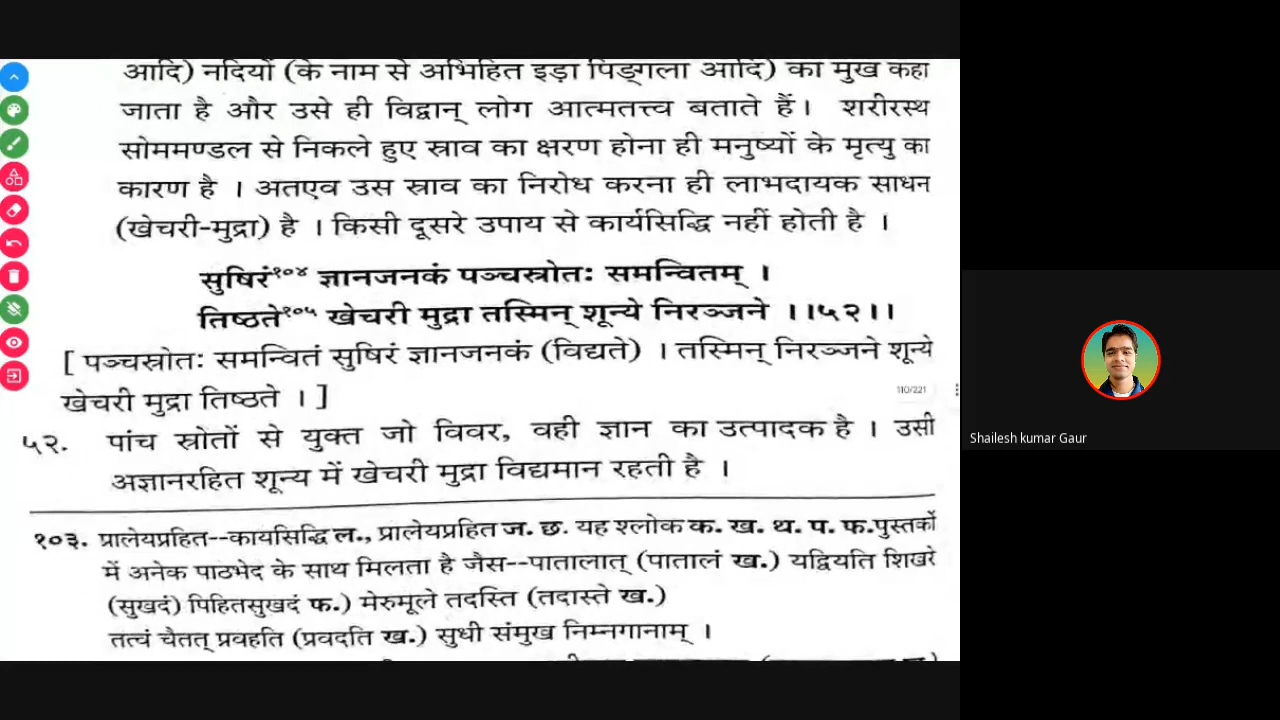 आदि) नदियों (के नाम से अभिहित इड़ा पिङ्गला आदि) का मुख कहा
जाता है और उसे ही विद्वान् लोग आत्मतत्त्व बताते हैं। शरीरस्थ
सोममण्डल से निकले हुए स्राव का क्षरण होना ही मनुष्यों के मृत्यु का
कारण है । अतएव उस स्राव का निरोध करना ही लाभदायक साधन
(खेचरी-मुद्रा) है । किसी दूसरे उपाय से कार्यसिद्धि नहीं होती है ।
सुषिरं१०४ ज्ञानजनकं पञ्चस्रोतः समन्वितम् ।
तिष्ठते१०५ खेचरी मुद्रा तस्मिन् शून्ये निरञ्जने ।।५२।।
[ पञ्चस्रोतः समन्वितं सुषिरं ज्ञानजनकं (विद्यते) । तस्मिन् निरञ्जने शून्ये
खेचरी मुद्रा तिष्ठते । ]
110/221
५२. पांच स्रोतों से युक्त जो विवर, वही ज्ञान का उत्पादक है । उसी
अज्ञानरहित शून्य में खेचरी मुद्रा विद्यमान रहती है ।
१०३. प्रालेयप्रहित--कायसिद्धि ल., प्रालेयप्रहित ज. छ. यह श्लोक क. ख. थ. प. फ. पुस्तकों
में अनेक पाठभेद के साथ मिलता है जैस--पातालात् (पातालं ख.) यद्वियति शिखरे
(सुखदं) पिहितसुखदं फ.) मेरुमूले तदस्ति (तदास्ते ख.)
तत्वं चैतत् प्रवहति (प्रवदति ख.) सुधी संमुख निम्नगानाम् ।
Shailesh kumar Gaur